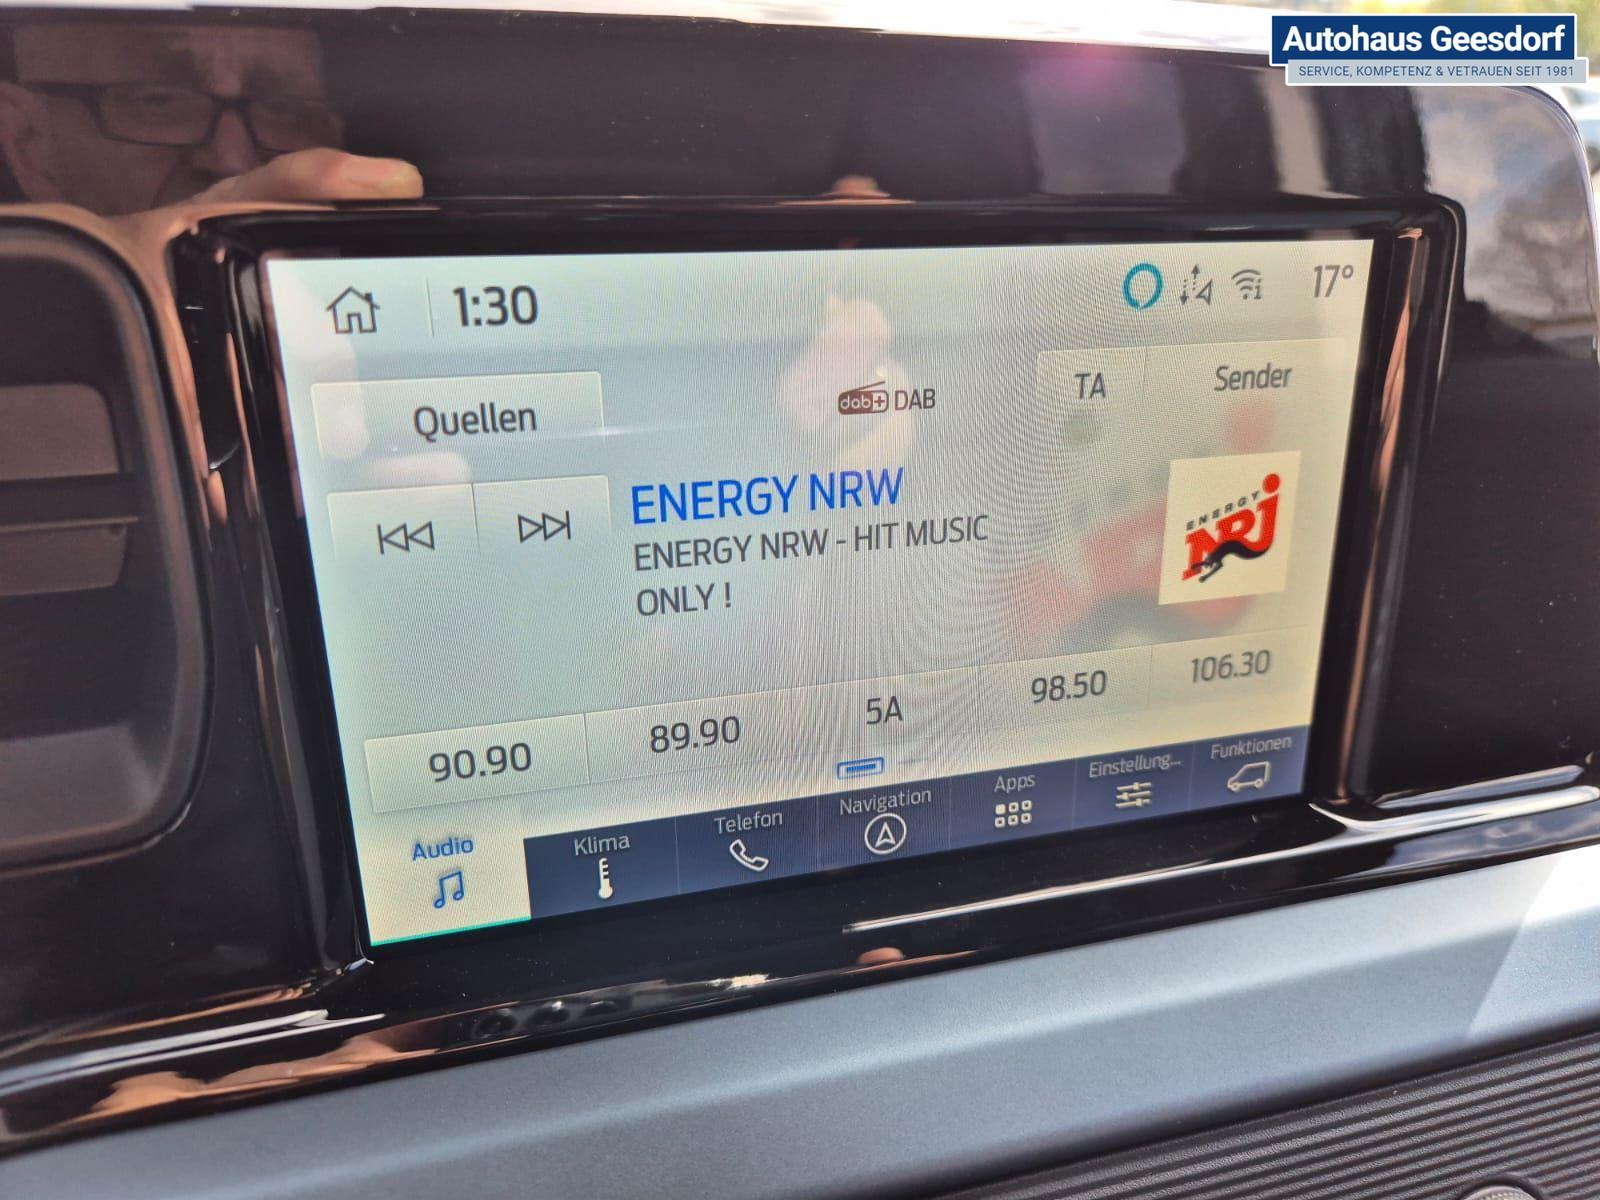 Autohaus Geesdorf
SERVICE, KOMPETENZ & VETRAUEN SEIT 1981
1:30
17°
Quellen
dab+ DAB
TA
Sender
ENERGY NRW
ENERGY NRW - HIT MUSIC
ONLY !
ENERGY
NRJ
90.90
89.90
5A
98.50
106.30
Audio
Klima
Telefon
Navigation
Apps
Einstellung...
Funktionen